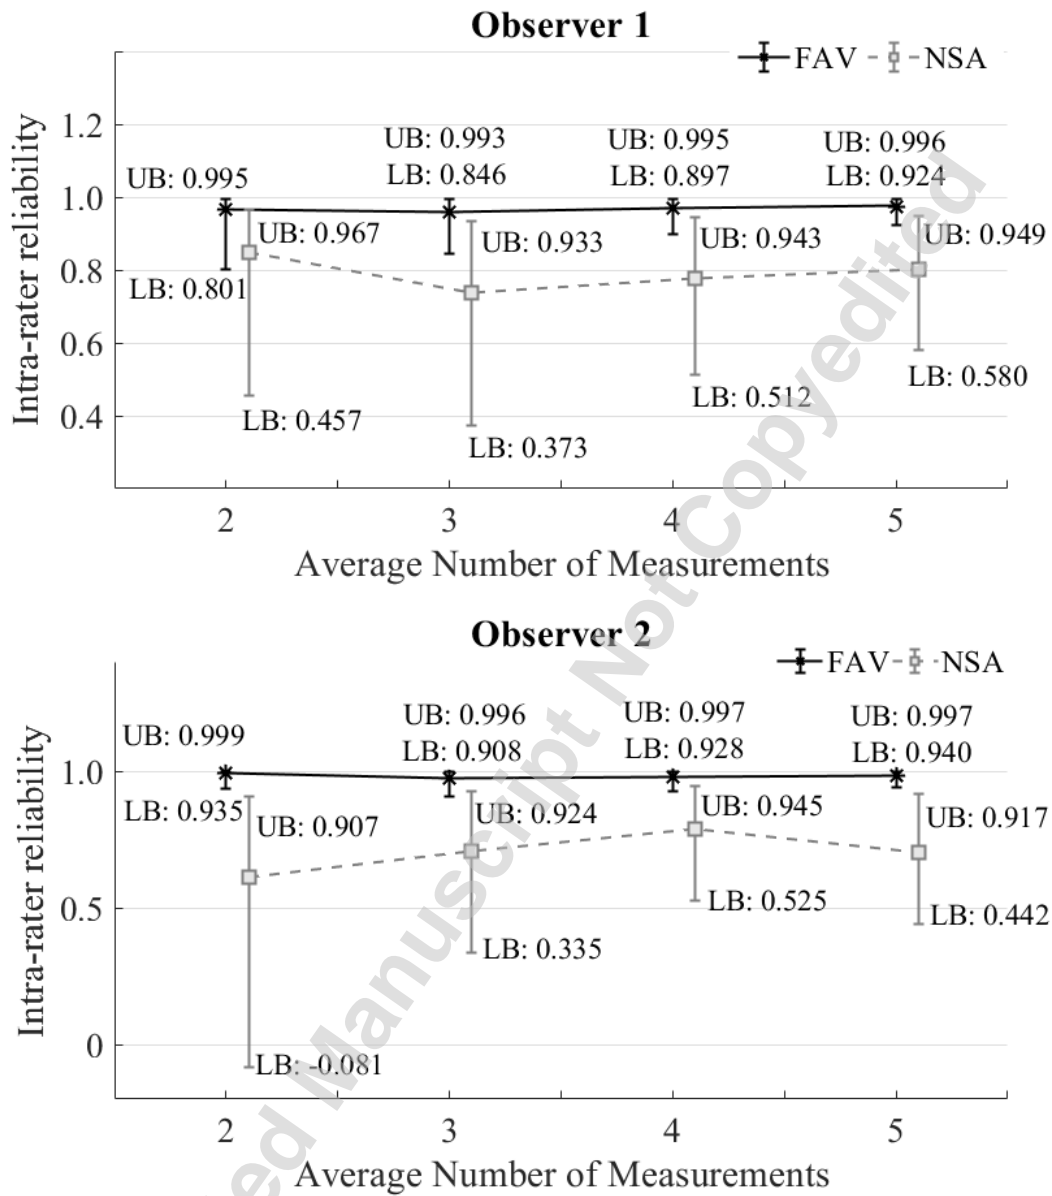 Observer 1
FAV NSA
Intra-rater reliability
1.2
1.0
0.8
0.6
0.4
UB: 0.995
UB: 0.993
LB: 0.846
UB: 0.995
LB: 0.897
UB: 0.996
LB: 0.924
LB: 0.801
UB: 0.967
UB: 0.933
UB: 0.943
UB: 0.949
LB: 0.457
LB: 0.373
LB: 0.512
LB: 0.580
2 3 4 5
Average Number of Measurements
Observer 2
FAV NSA
Intra-rater reliability
1.0
0.5
0
UB: 0.999
UB: 0.996
LB: 0.908
UB: 0.997
LB: 0.928
UB: 0.997
LB: 0.940
LB: 0.935
UB: 0.907
UB: 0.924
UB: 0.945
UB: 0.917
LB: -0.081
LB: 0.335
LB: 0.525
LB: 0.442
2 3 4 5
Average Number of Measurements
ed Manuscript Not Copyedited